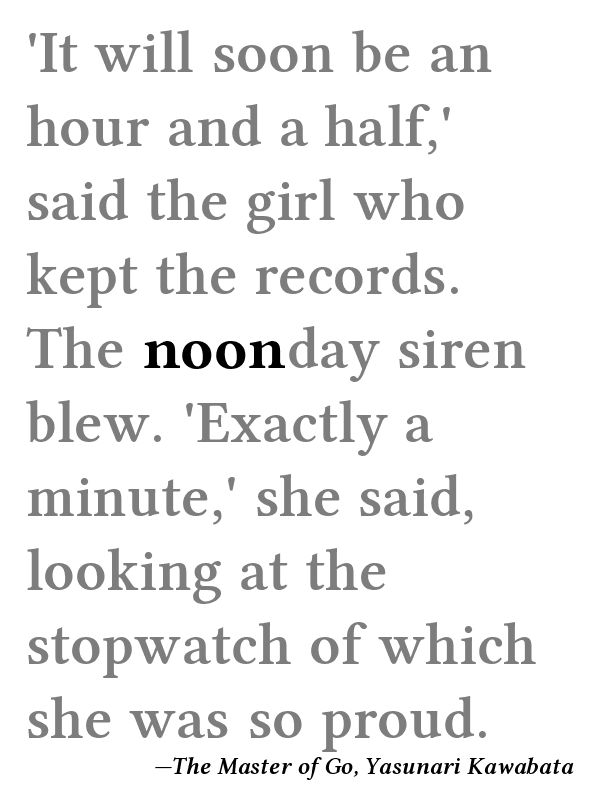 'It will soon be an
hour and a half,'
said the girl who
kept the records.
The noonday siren
blew. 'Exactly a
minute,' she said,
looking at the
stopwatch of which
she was so proud.
—The Master of Go, Yasunari Kawabata